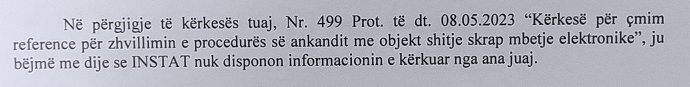 Në përgjigje të kërkesës tuaj, Nr. 499 Prot. të dt. 08.05.2023 “Kërkesë për çmim
reference për zhvillimin e procedurës së ankandit me objekt shitje skrap mbetje elektronike”, ju
bëjmë me dije se INSTAT nuk disponon informacionin e kërkuar nga ana juaj.